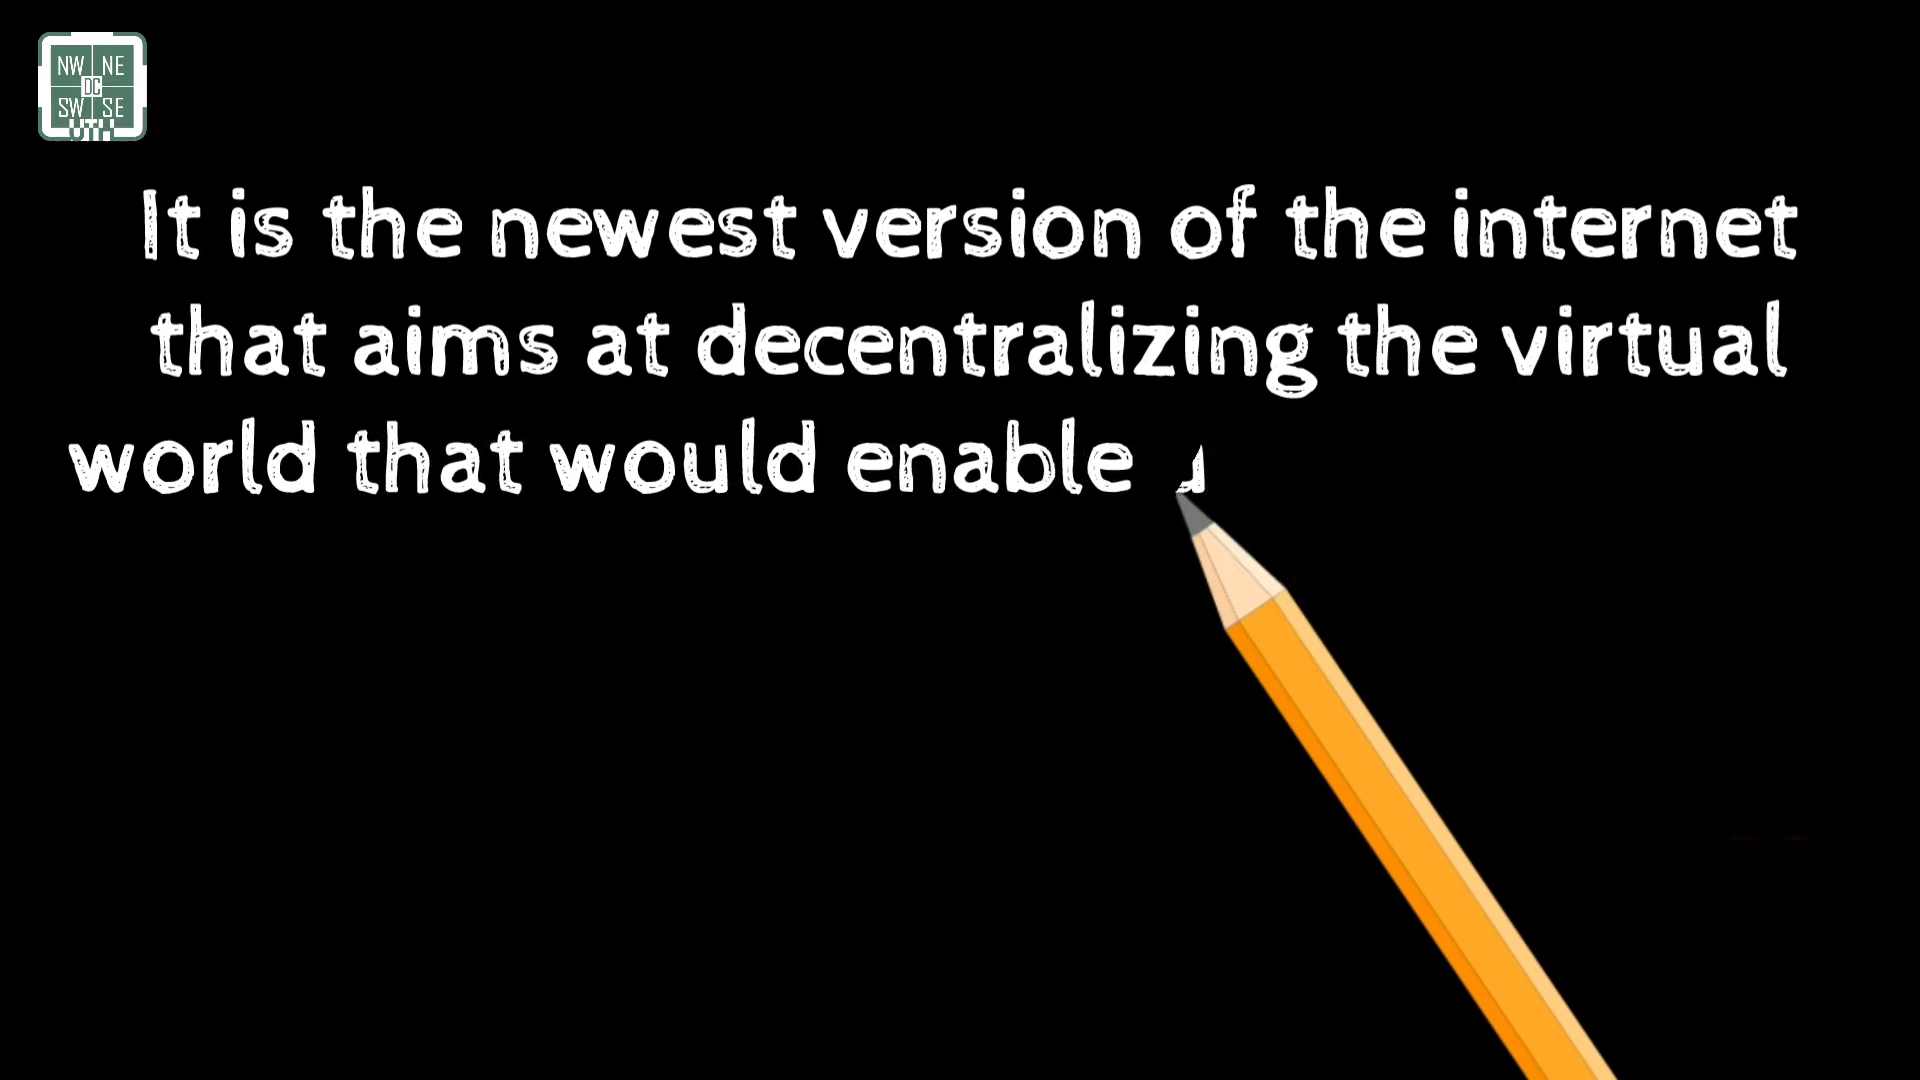 NW NE
DC
SW SE
UTH
It is the newest version of the internet
that aims at decentralizing the virtual
world that would enable